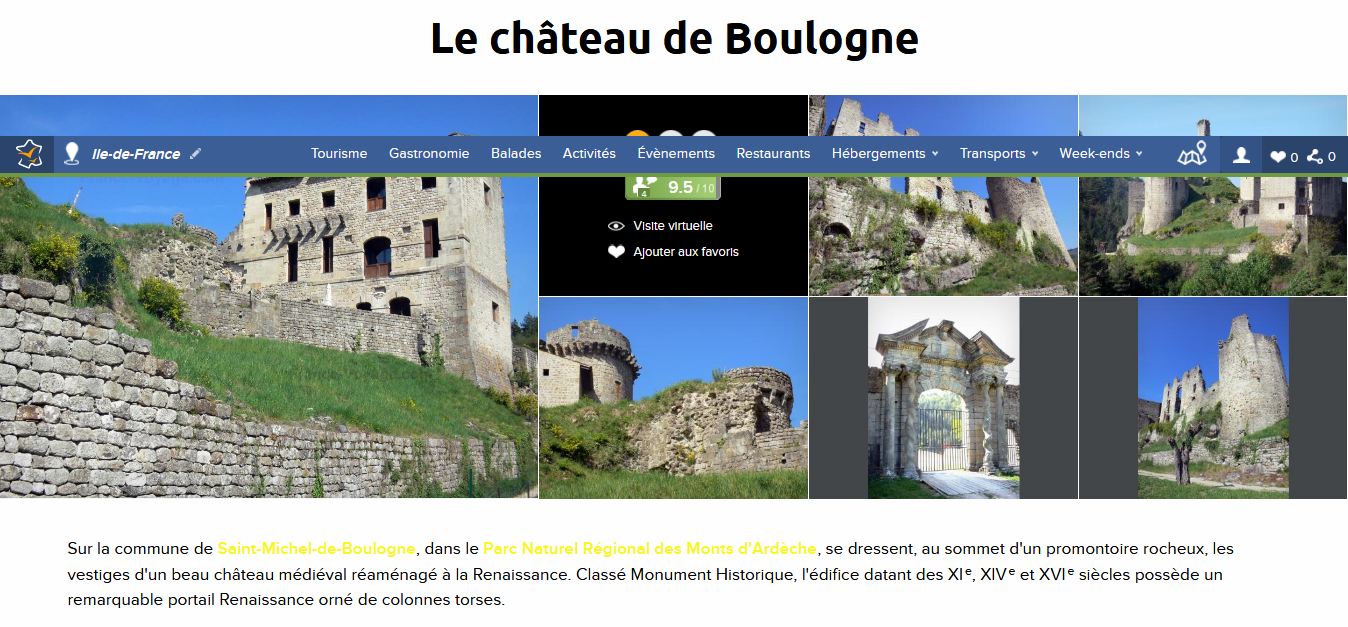 Le château de Boulogne
Ile-de-France Tourisme Gastronomie Balades Activités Évènements Restaurants Hébergements Transports Week-ends 0 0
4 9.5 / 10
Visite virtuelle
Ajouter aux favoris
Sur la commune de Saint-Michel-de-Boulogne, dans le Parc Naturel Régional des Monts d'Ardèche, se dressent, au sommet d'un promontoire rocheux, les
vestiges d'un beau château médiéval réaménagé à la Renaissance. Classé Monument Historique, l'édifice datant des XIᵉ, XIVᵉ et XVIᵉ siècles possède un
remarquable portail Renaissance orné de colonnes torses.